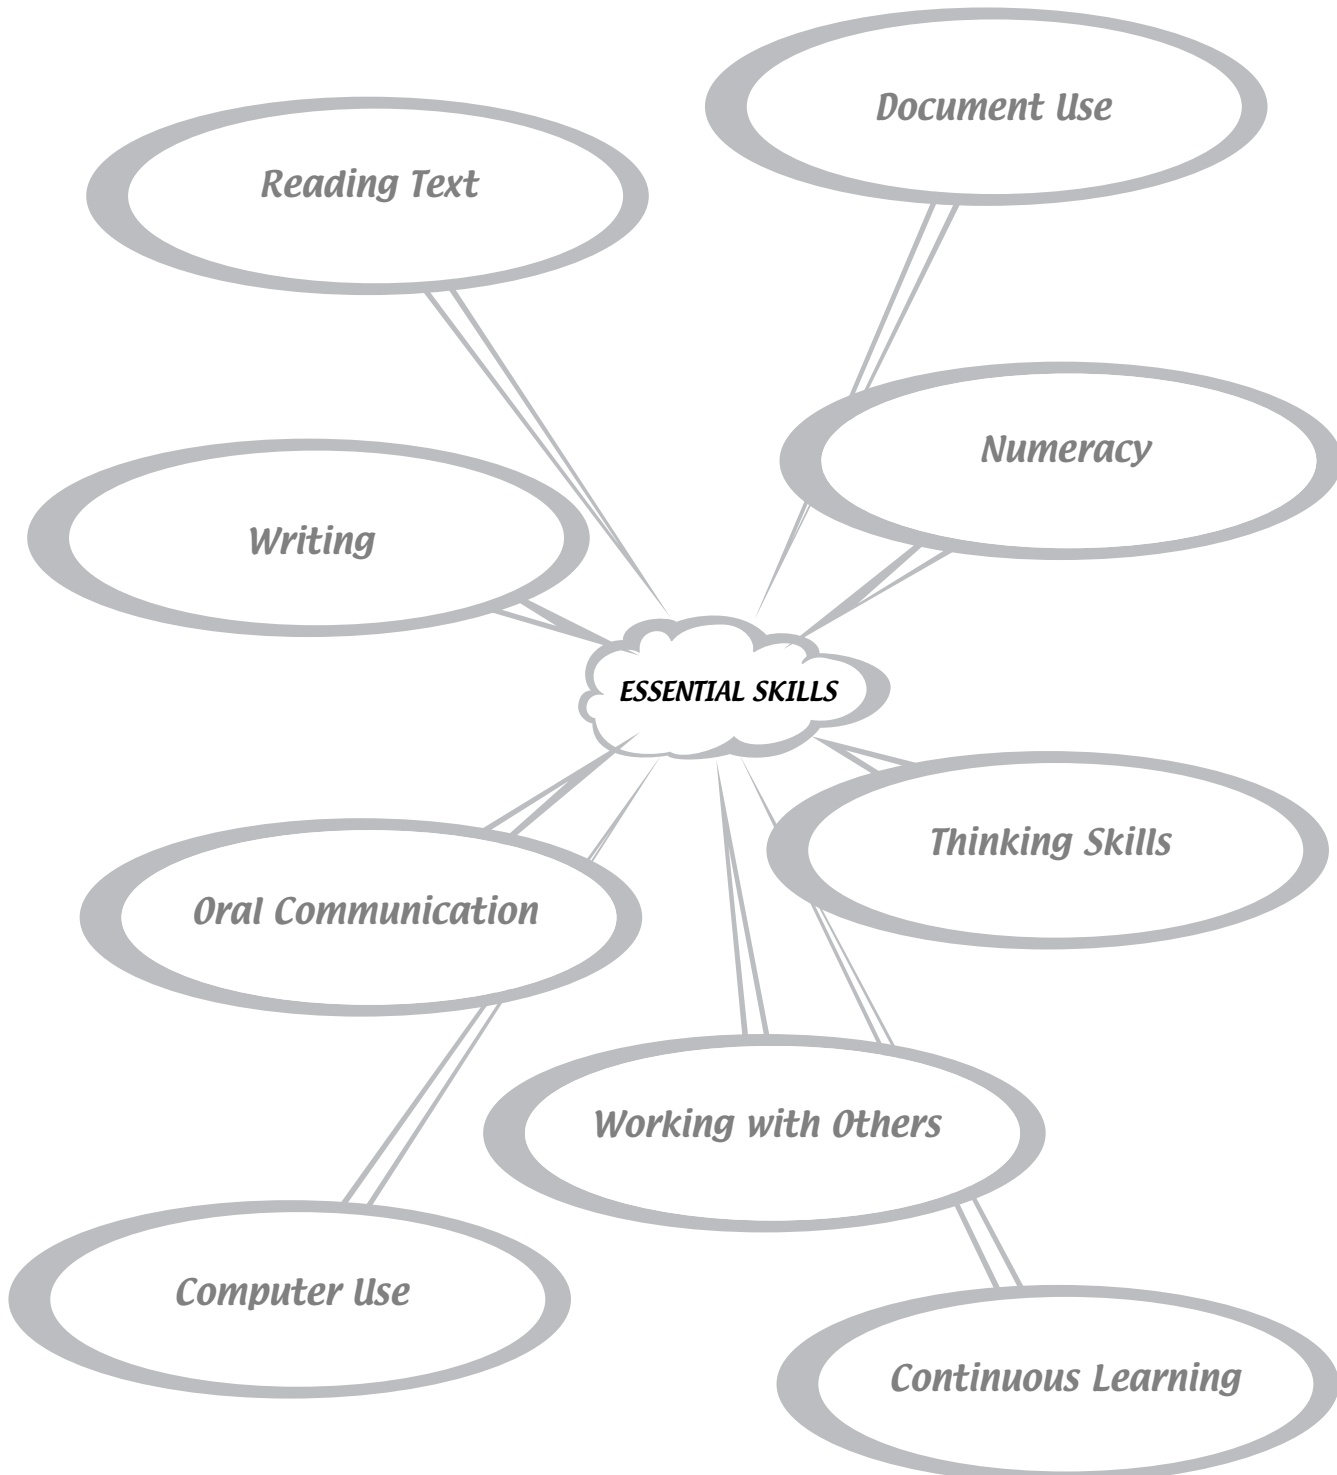 Document Use
Reading Text
Numeracy
Writing
ESSENTIAL SKILLS
Thinking Skills
Oral Communication
Working with Others
Computer Use
Continuous Learning